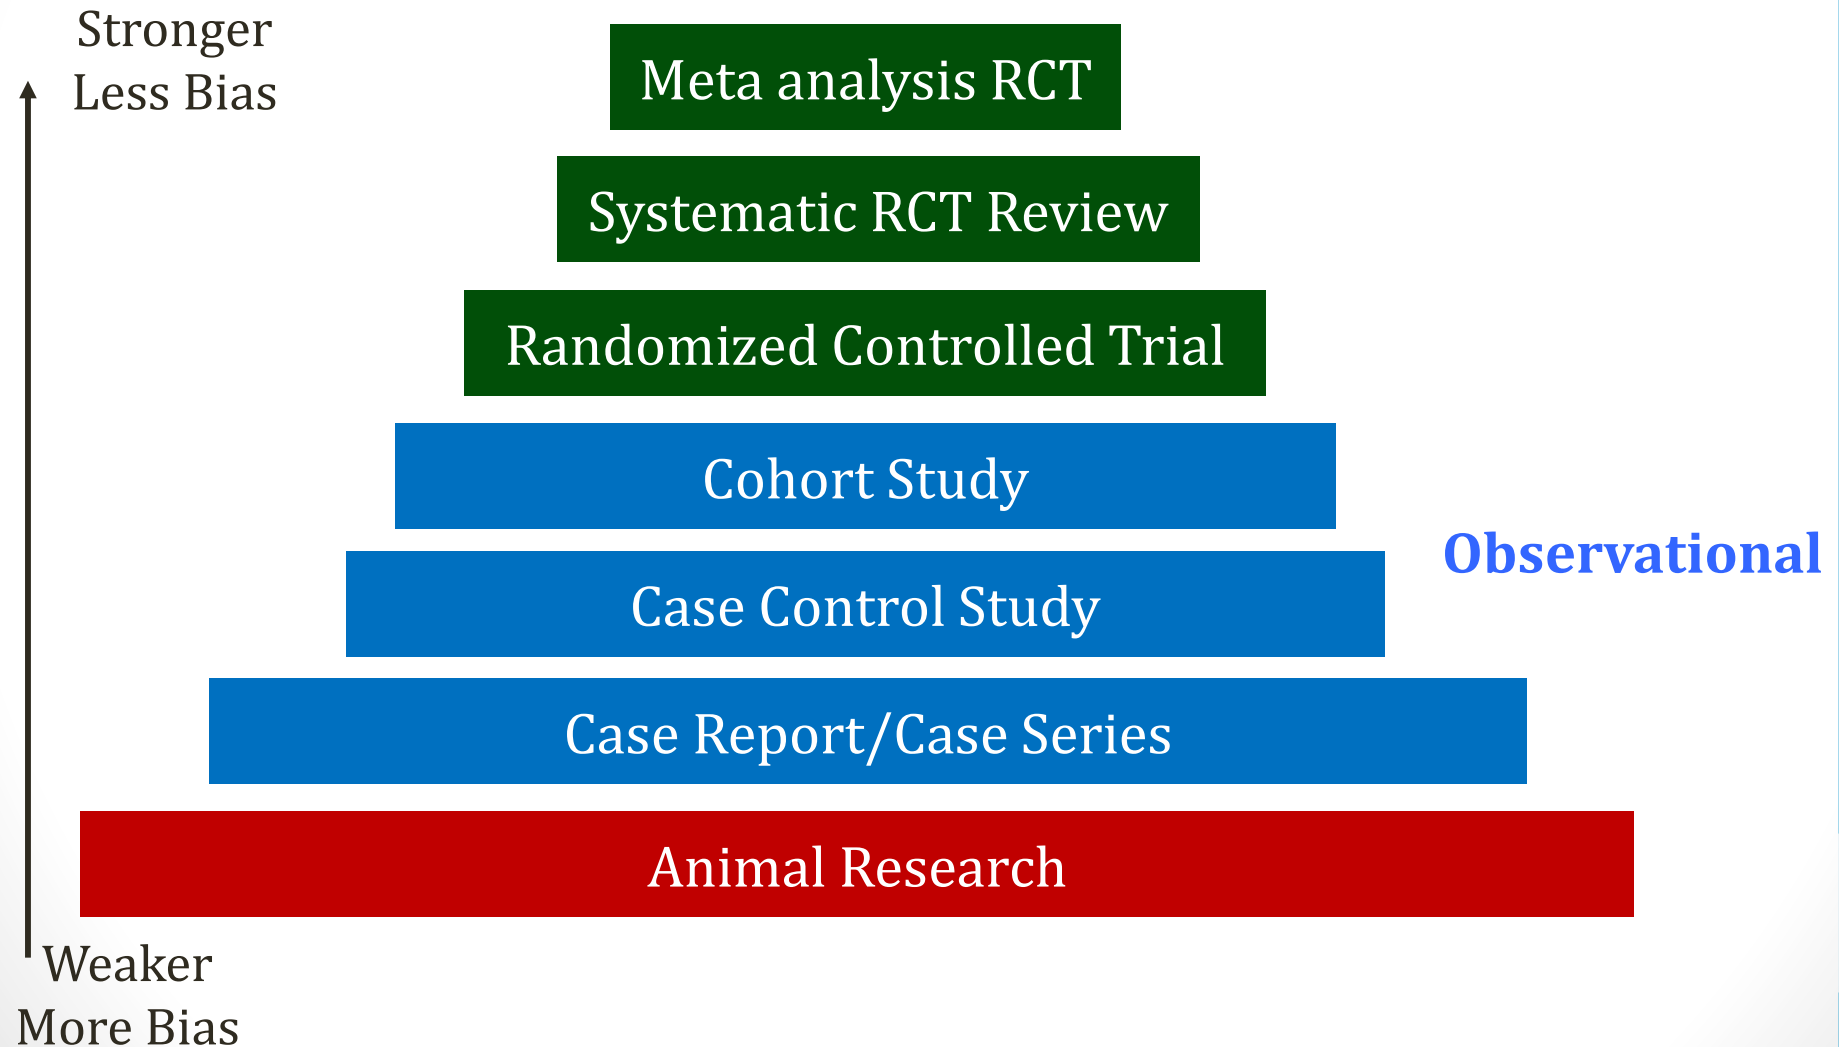 Stronger
Less Bias
Meta analysis RCT
Systematic RCT Review
Randomized Controlled Trial
Cohort Study
Observational
Case Control Study
Case Report/Case Series
Animal Research
Weaker
More Bias